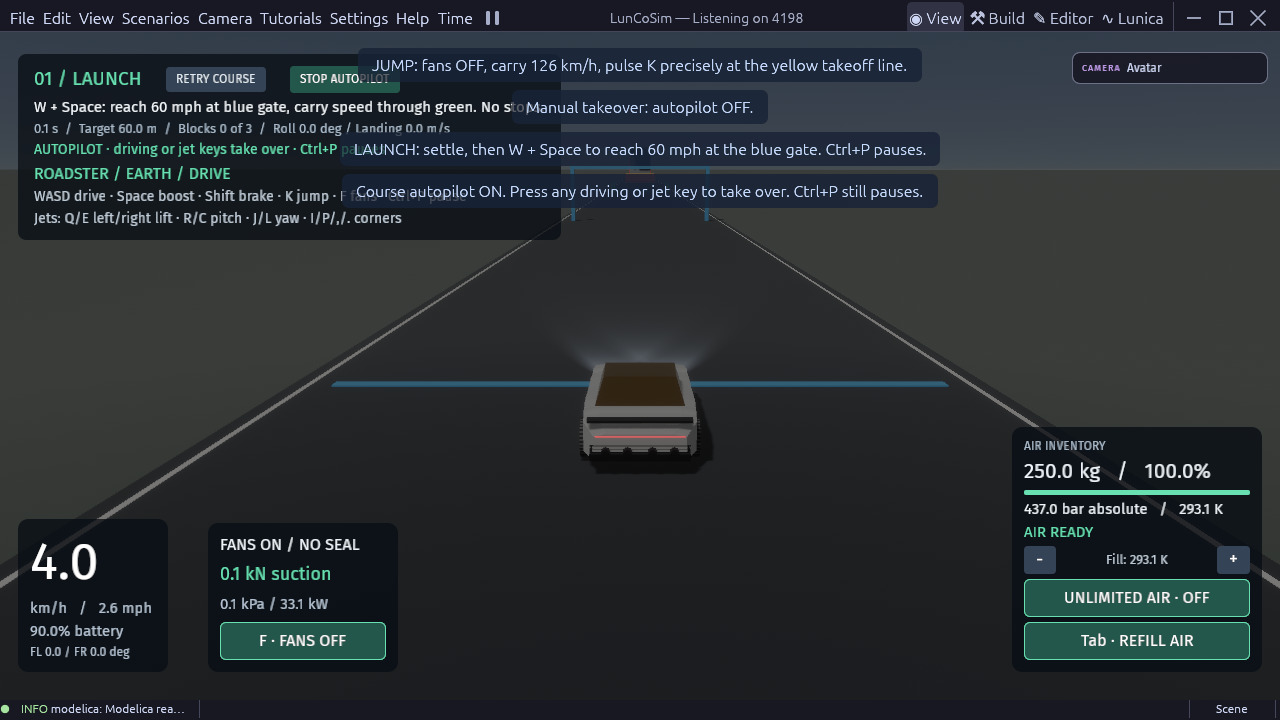 File Edit View Scenarios Camera Tutorials Settings Help Time
LunCoSim — Listening on 4198
View Build Editor Lunica
JUMP: fans OFF, carry 126 km/h, pulse K precisely at the yellow takeoff line.
Manual takeover: autopilot OFF.
LAUNCH: settle, then W + Space to reach 60 mph at the blue gate. Ctrl+P pauses.
Course autopilot ON. Press any driving or jet key to take over. Ctrl+P still pauses.
CAMERA Avatar
01 / LAUNCH
RETRY COURSE
STOP AUTOPILOT
W + Space: reach 60 mph at blue gate, carry speed through green. No
0.1 s / Target 60.0 m / Blocks 0 of 3 / Roll 0.0 deg / Landing 0.0 m/s
AUTOPILOT · driving or jet keys take over · Ctrl+P
ROADSTER / EARTH / DRIVE
WASD drive · Space boost · Shift brake · K jump · F fans · Ctrl+P pause
Jets: Q/E left/right lift · R/C pitch · J/L yaw · I/P/,/. corners
4.0
km/h / 2.6 mph
90.0% battery
FL 0.0 / FR 0.0 deg
FANS ON / NO SEAL
0.1 kN suction
0.1 kPa / 33.1 kW
F · FANS OFF
AIR INVENTORY
250.0 kg / 100.0%
437.0 bar absolute / 293.1 K
AIR READY
- Fill: 293.1 K +
UNLIMITED AIR · OFF
Tab · REFILL AIR
INFO modelica: Modelica rea…
Scene